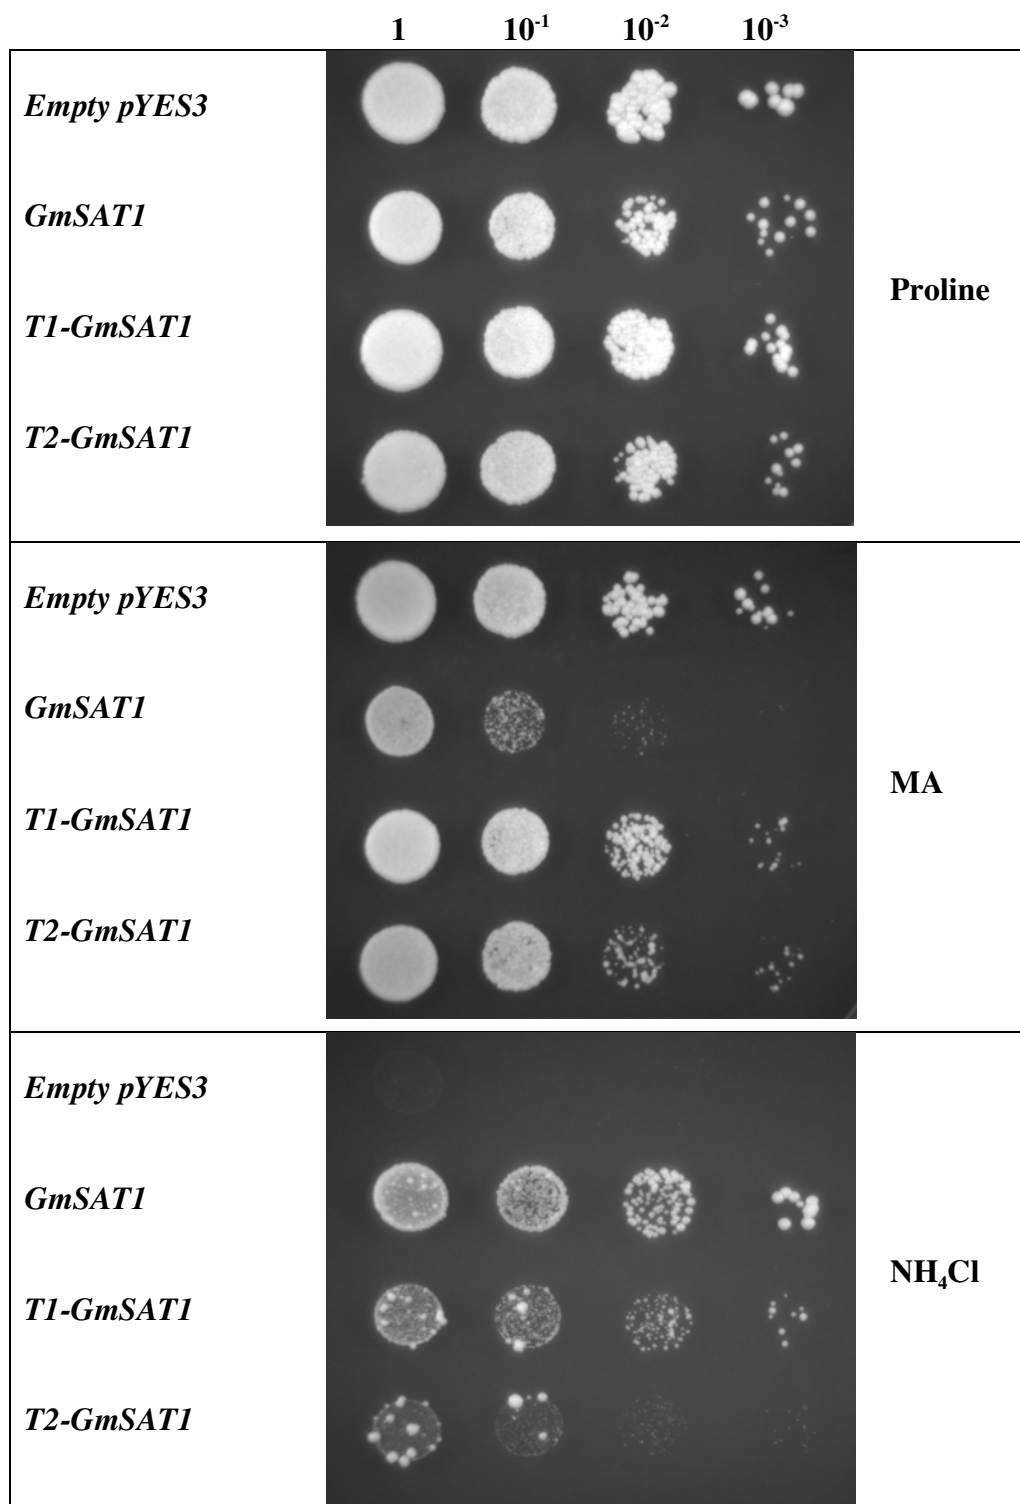 1 10⁻¹ 10⁻² 10⁻³
Empty pYES3
GmSAT1
T1-GmSAT1
T2-GmSAT1
Proline
Empty pYES3
GmSAT1
T1-GmSAT1
T2-GmSAT1
MA
Empty pYES3
GmSAT1
T1-GmSAT1
T2-GmSAT1
NH₄Cl